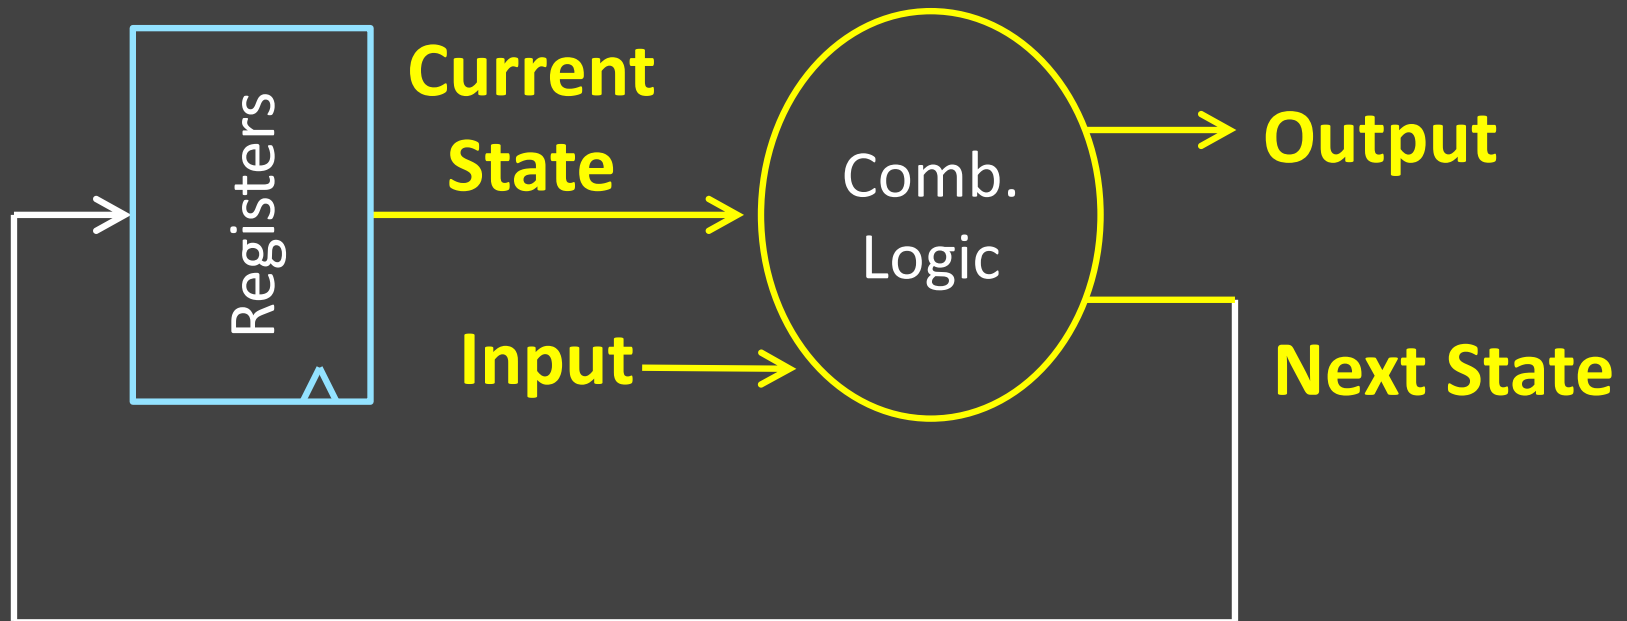 Registers
Current
State
Input
Comb.
Logic
Output
Next State